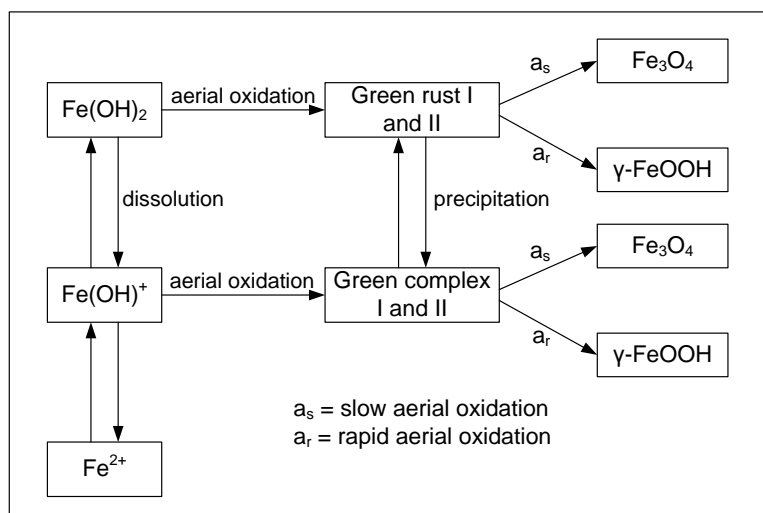 Fe₃O₄
aₛ
Fe(OH)₂
aerial oxidation
Green rust I
and II
aᵣ
γ-FeOOH
dissolution
precipitation
Fe₃O₄
aₛ
Fe(OH)⁺
aerial oxidation
Green complex
I and II
aᵣ
γ-FeOOH
aₛ = slow aerial oxidation
aᵣ = rapid aerial oxidation
Fe²⁺